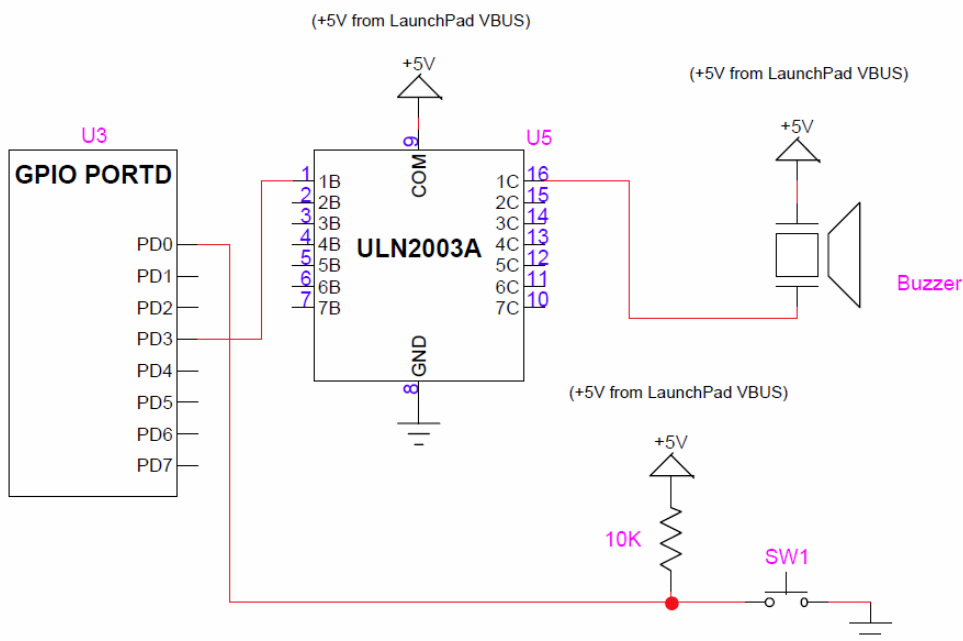 (+5V from LaunchPad VBUS)
+5V
(+5V from LaunchPad VBUS)
+5V
U3
GPIO PORTD
PD0
PD1
PD2
PD3
PD4
PD5
PD6
PD7
U5
9
COM
1 1B
2 2B
3 3B
4 4B
5 5B
6 6B
7 7B
ULN2003A
1C 16
2C 15
3C 14
4C 13
5C 12
6C 11
7C 10
GND
8
Buzzer
(+5V from LaunchPad VBUS)
+5V
10K
SW1